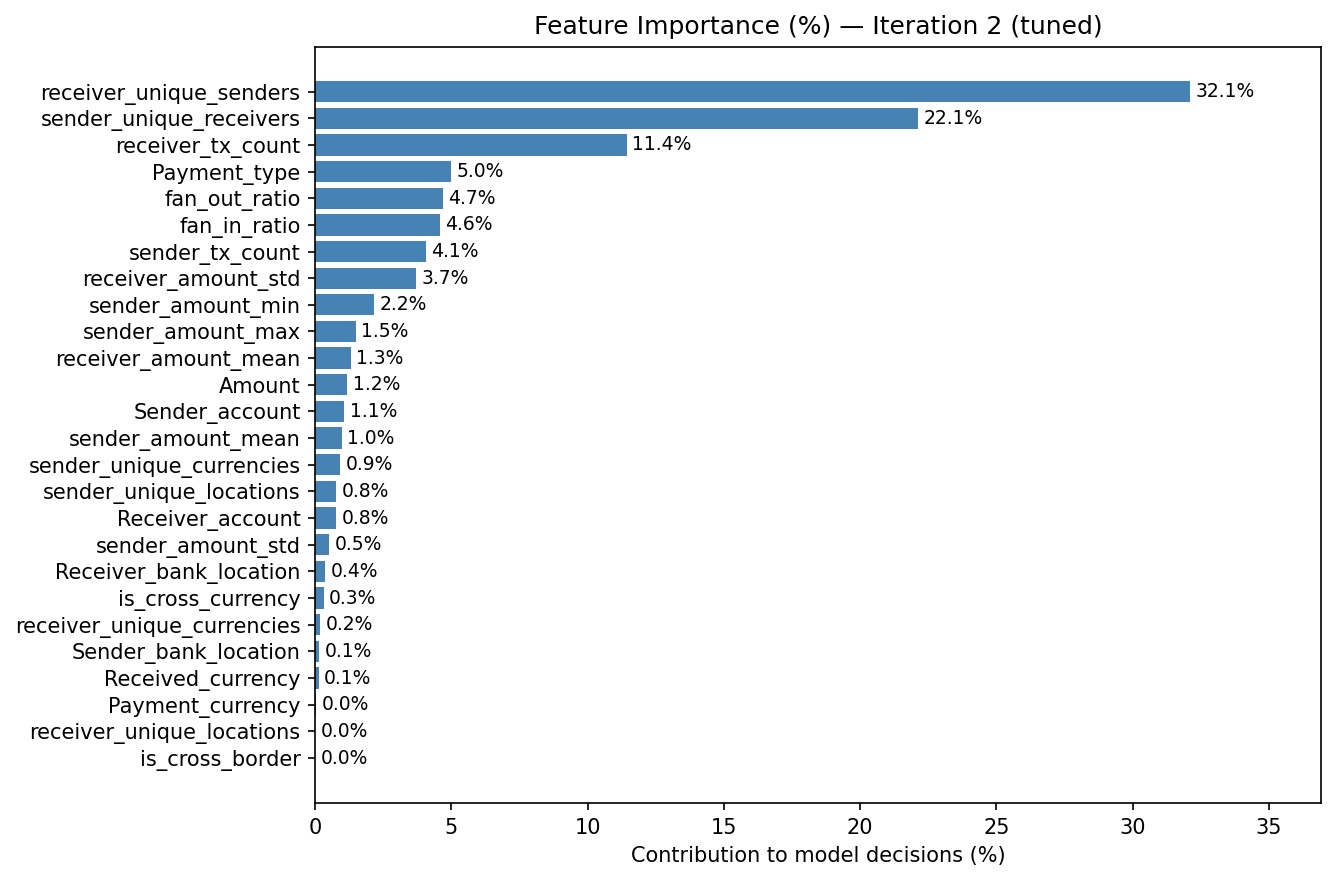 Feature Importance (%) — Iteration 2 (tuned)
receiver_unique_senders 32.1%
sender_unique_receivers 22.1%
receiver_tx_count 11.4%
Payment_type 5.0%
fan_out_ratio 4.7%
fan_in_ratio 4.6%
sender_tx_count 4.1%
receiver_amount_std 3.7%
sender_amount_min 2.2%
sender_amount_max 1.5%
receiver_amount_mean 1.3%
Amount 1.2%
Sender_account 1.1%
sender_amount_mean 1.0%
sender_unique_currencies 0.9%
sender_unique_locations 0.8%
Receiver_account 0.8%
sender_amount_std 0.5%
Receiver_bank_location 0.4%
is_cross_currency 0.3%
receiver_unique_currencies 0.2%
Sender_bank_location 0.1%
Received_currency 0.1%
Payment_currency 0.0%
receiver_unique_locations 0.0%
is_cross_border 0.0%
0 5 10 15 20 25 30 35
Contribution to model decisions (%)